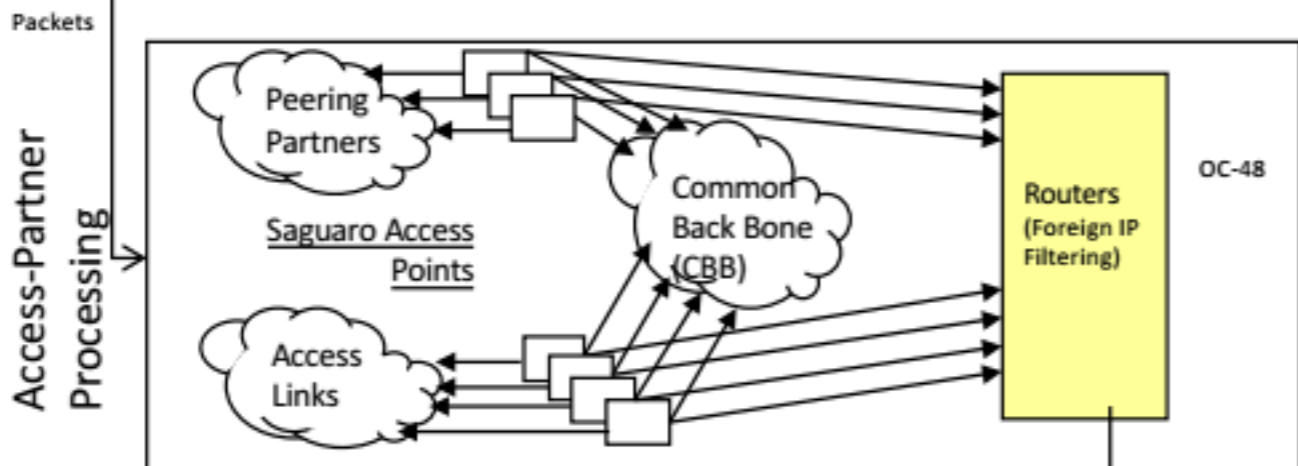 Packets
Access-Partner
Processing
Peering
Partners
Saguaro Access
Points
Access
Links
Common
Back Bone
(CBB)
Routers
(Foreign IP
Filtering)
OC-48